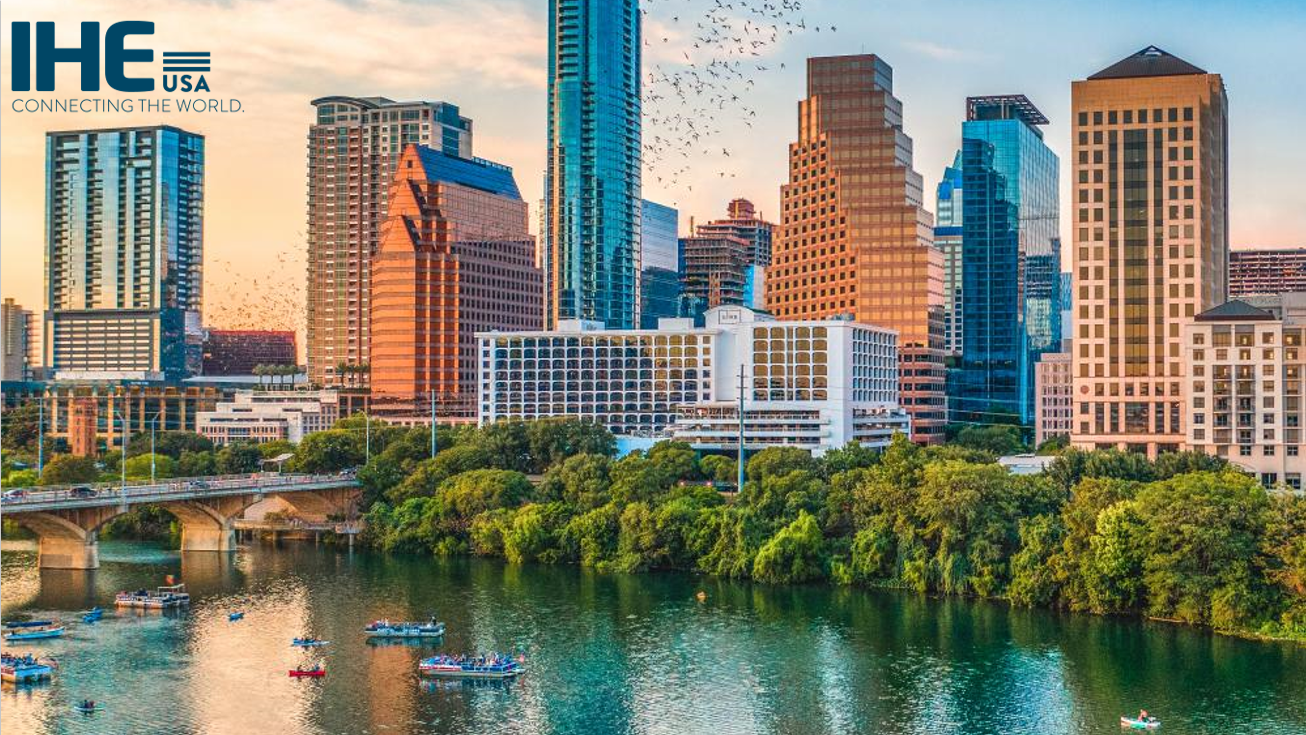 IHE
USA
CONNECTING THE WORLD.